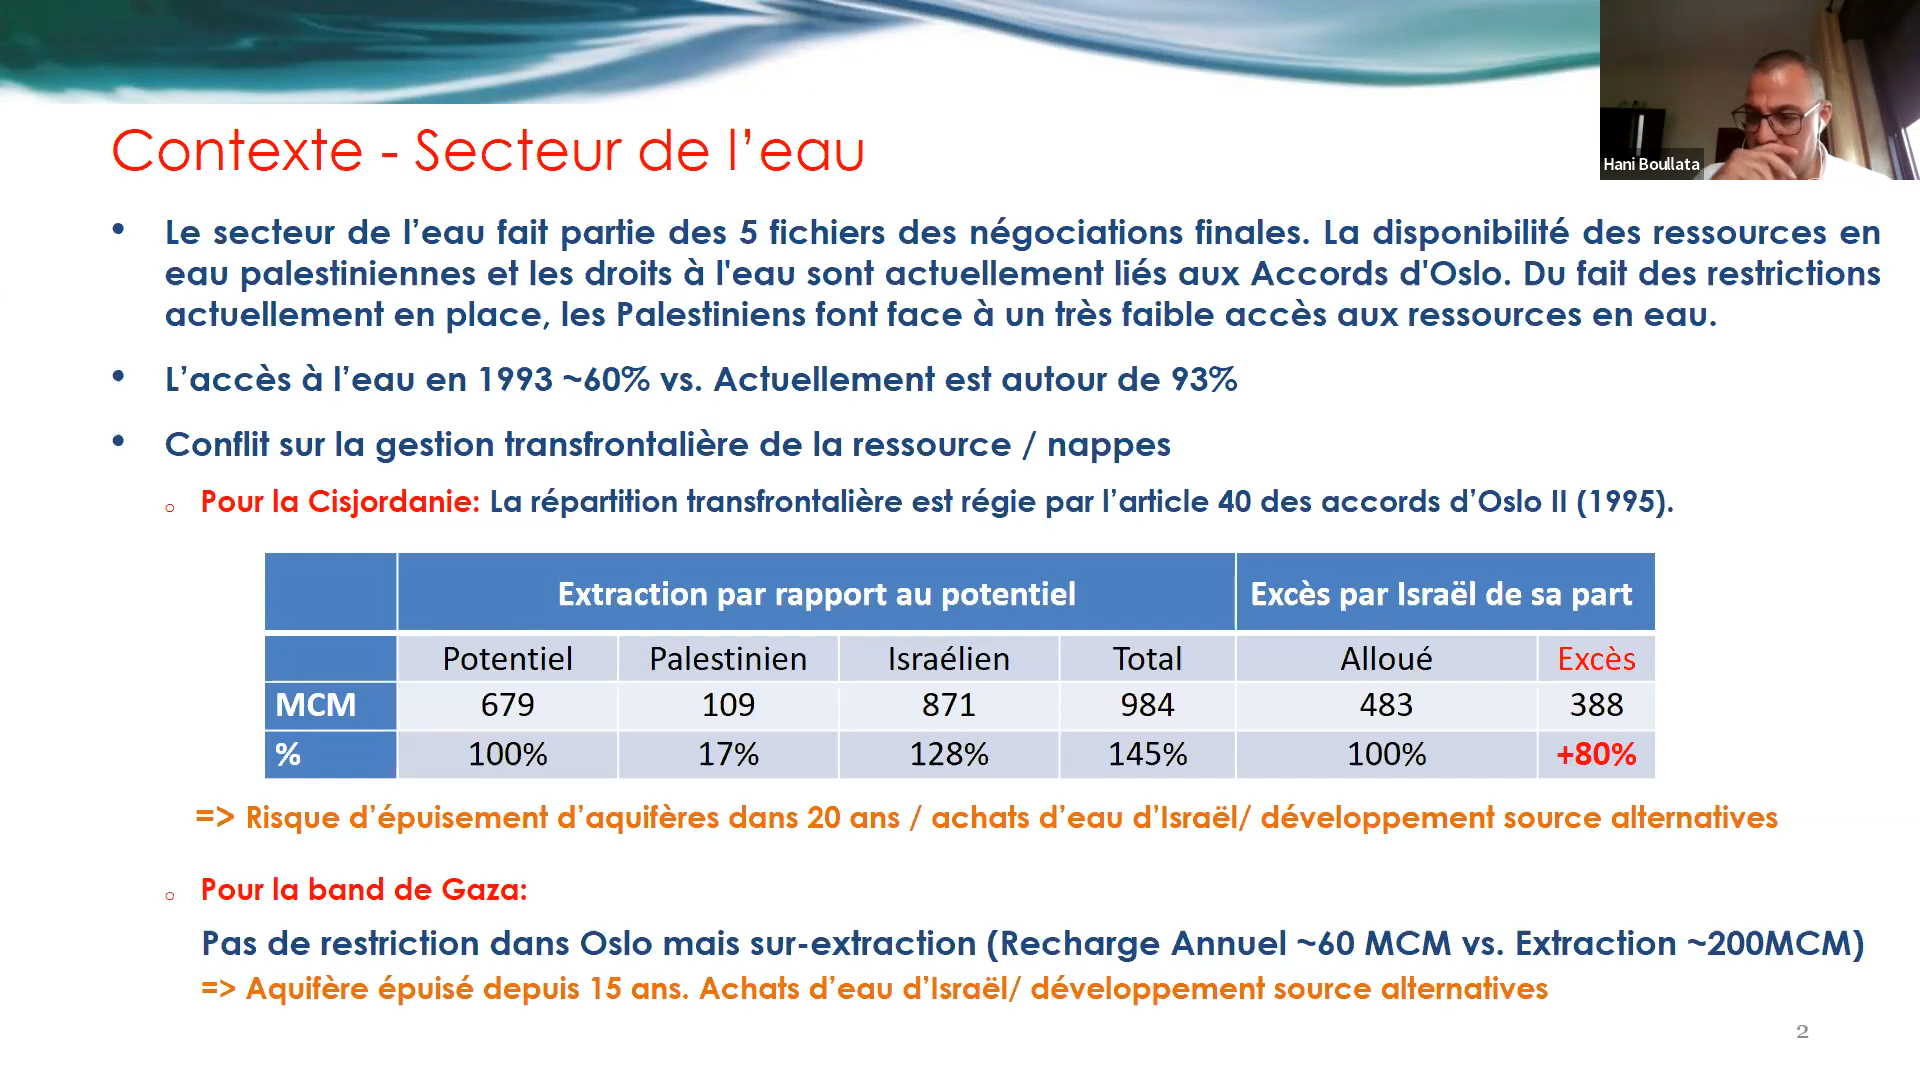 Hani Boullata
Contexte - Secteur de l’eau
• Le secteur de l’eau fait partie des 5 fichiers des négociations finales. La disponibilité des ressources en
eau palestiniennes et les droits à l'eau sont actuellement liés aux Accords d'Oslo. Du fait des restrictions
actuellement en place, les Palestiniens font face à un très faible accès aux ressources en eau.
• L’accès à l’eau en 1993 ~60% vs. Actuellement est autour de 93%
• Conflit sur la gestion transfrontalière de la ressource / nappes
o Pour la Cisjordanie: La répartition transfrontalière est régie par l’article 40 des accords d’Oslo II (1995).
Extraction par rapport au potentiel Excès par Israël de sa part
Potentiel Palestinien Israélien Total Alloué Excès
MCM 679 109 871 984 483 388
% 100% 17% 128% 145% 100% +80%
=> Risque d’épuisement d’aquifères dans 20 ans / achats d’eau d’Israël/ développement source alternatives
o Pour la band de Gaza:
Pas de restriction dans Oslo mais sur-extraction (Recharge Annuel ~60 MCM vs. Extraction ~200MCM)
=> Aquifère épuisé depuis 15 ans. Achats d’eau d’Israël/ développement source alternatives
2